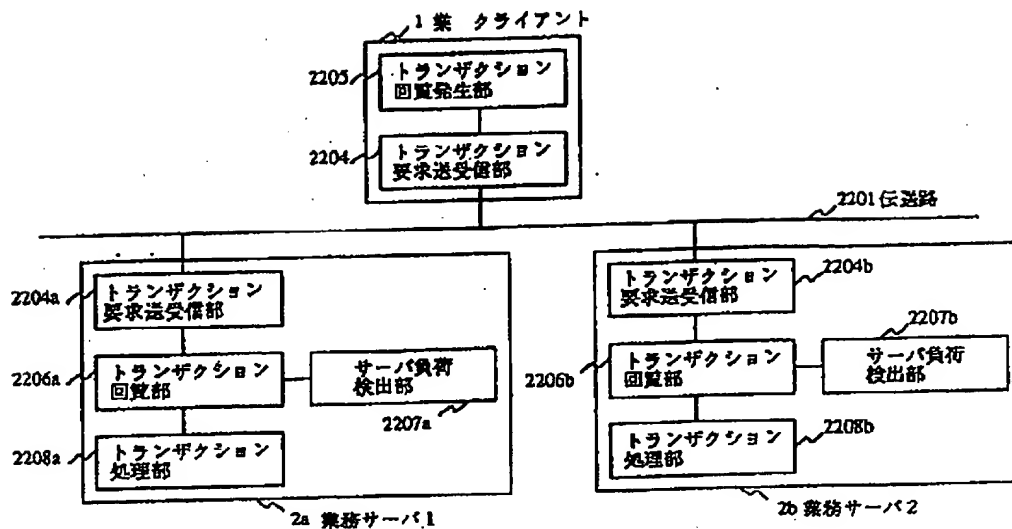 1 業 クライアント
2205
トランザクション
回覧発生部
2204
トランザクション
要求送受信部
2201 伝送路
2204a
トランザクション
要求送受信部
2206a
トランザクション
回覧部
サーバ負荷
検出部
2207a
2208a
トランザクション
処理部
2a 業務サーバ1
トランザクション
要求送受信部
2204b
2207b
2206b
トランザクション
回覧部
サーバ負荷
検出部
トランザクション
処理部
2208b
2b 業務サーバ2